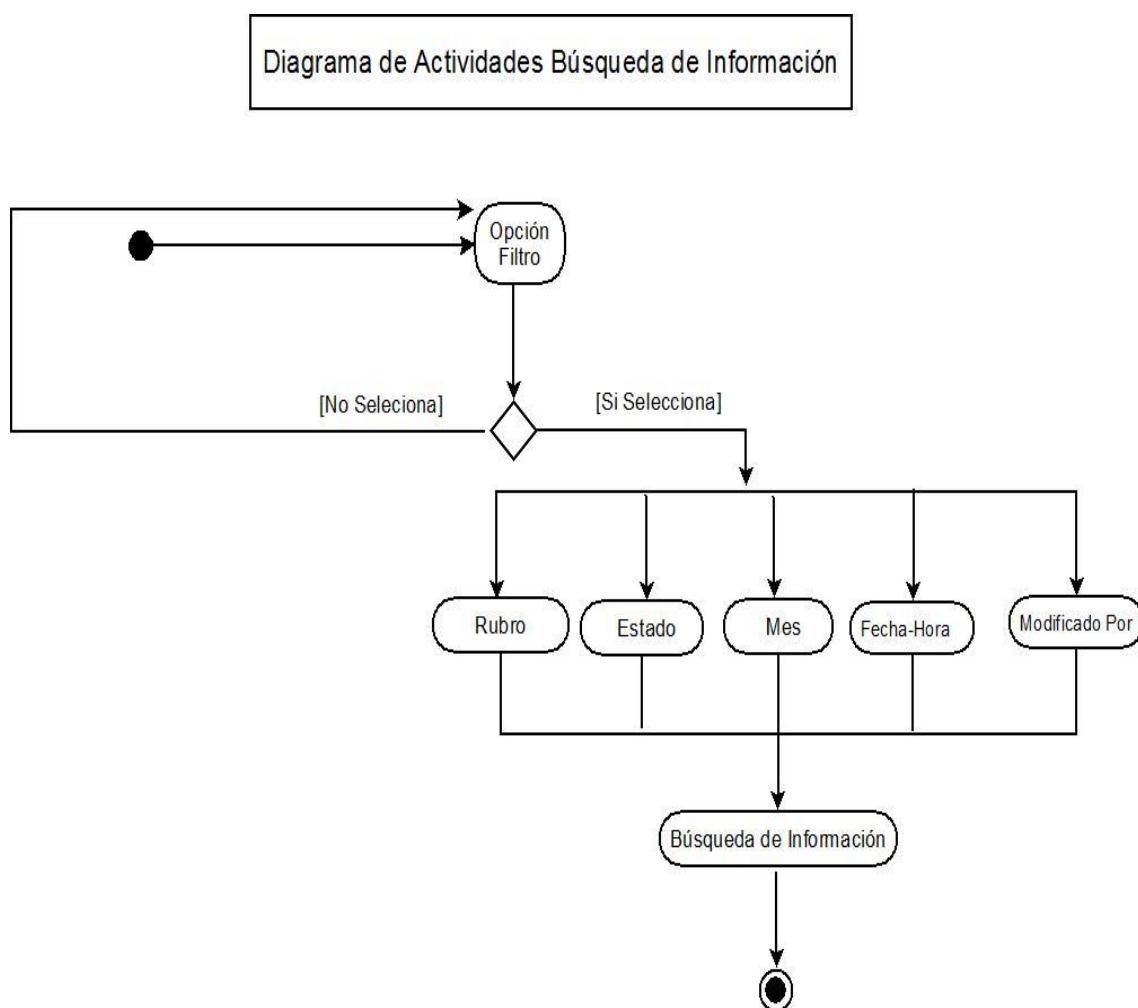 Diagrama de Actividades Búsqueda de Información
Opción
Filtro
[No Seleciona]
[Si Selecciona]
Rubro
Estado
Mes
Fecha-Hora
Modificado Por
Búsqueda de Información